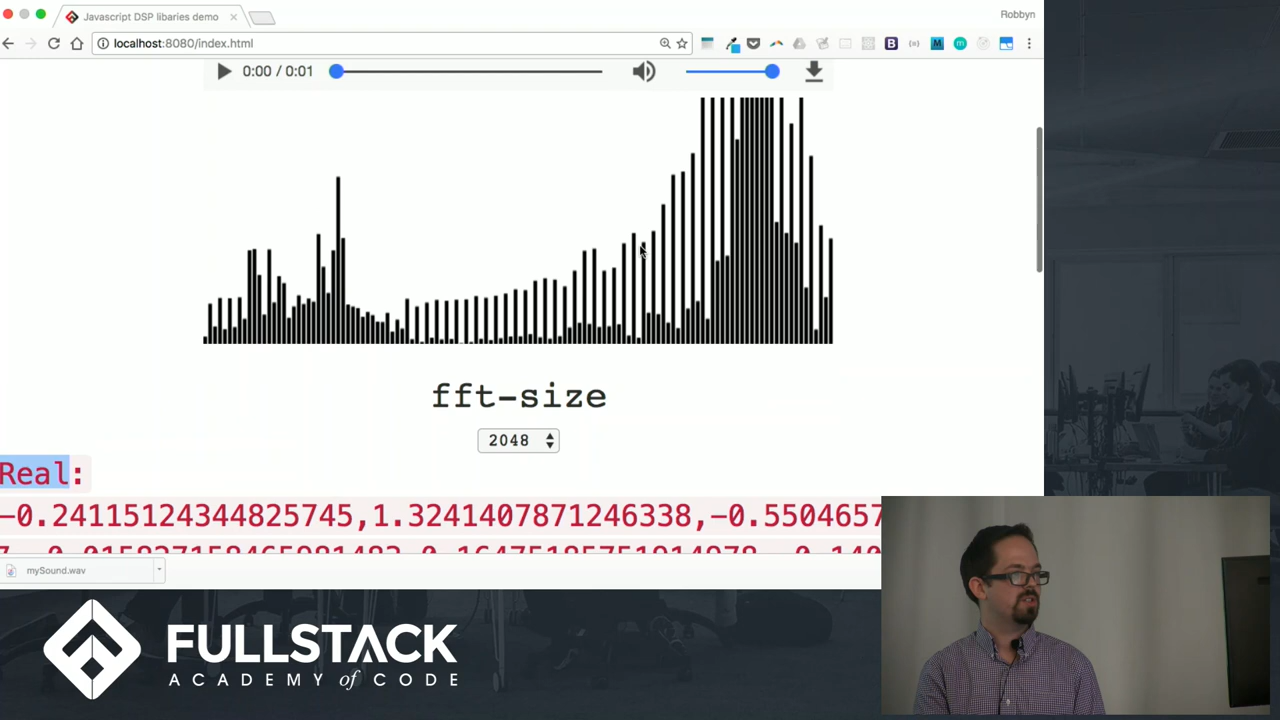 Javascript DSP libaries demo
Robbyn
localhost:8080/index.html
0:00 / 0:01
fft-size
2048
Real:
-0.24115124344825745,1.3241407871246338,-0.5504657
mySound.wav
FULLSTACK
ACADEMY of CODE